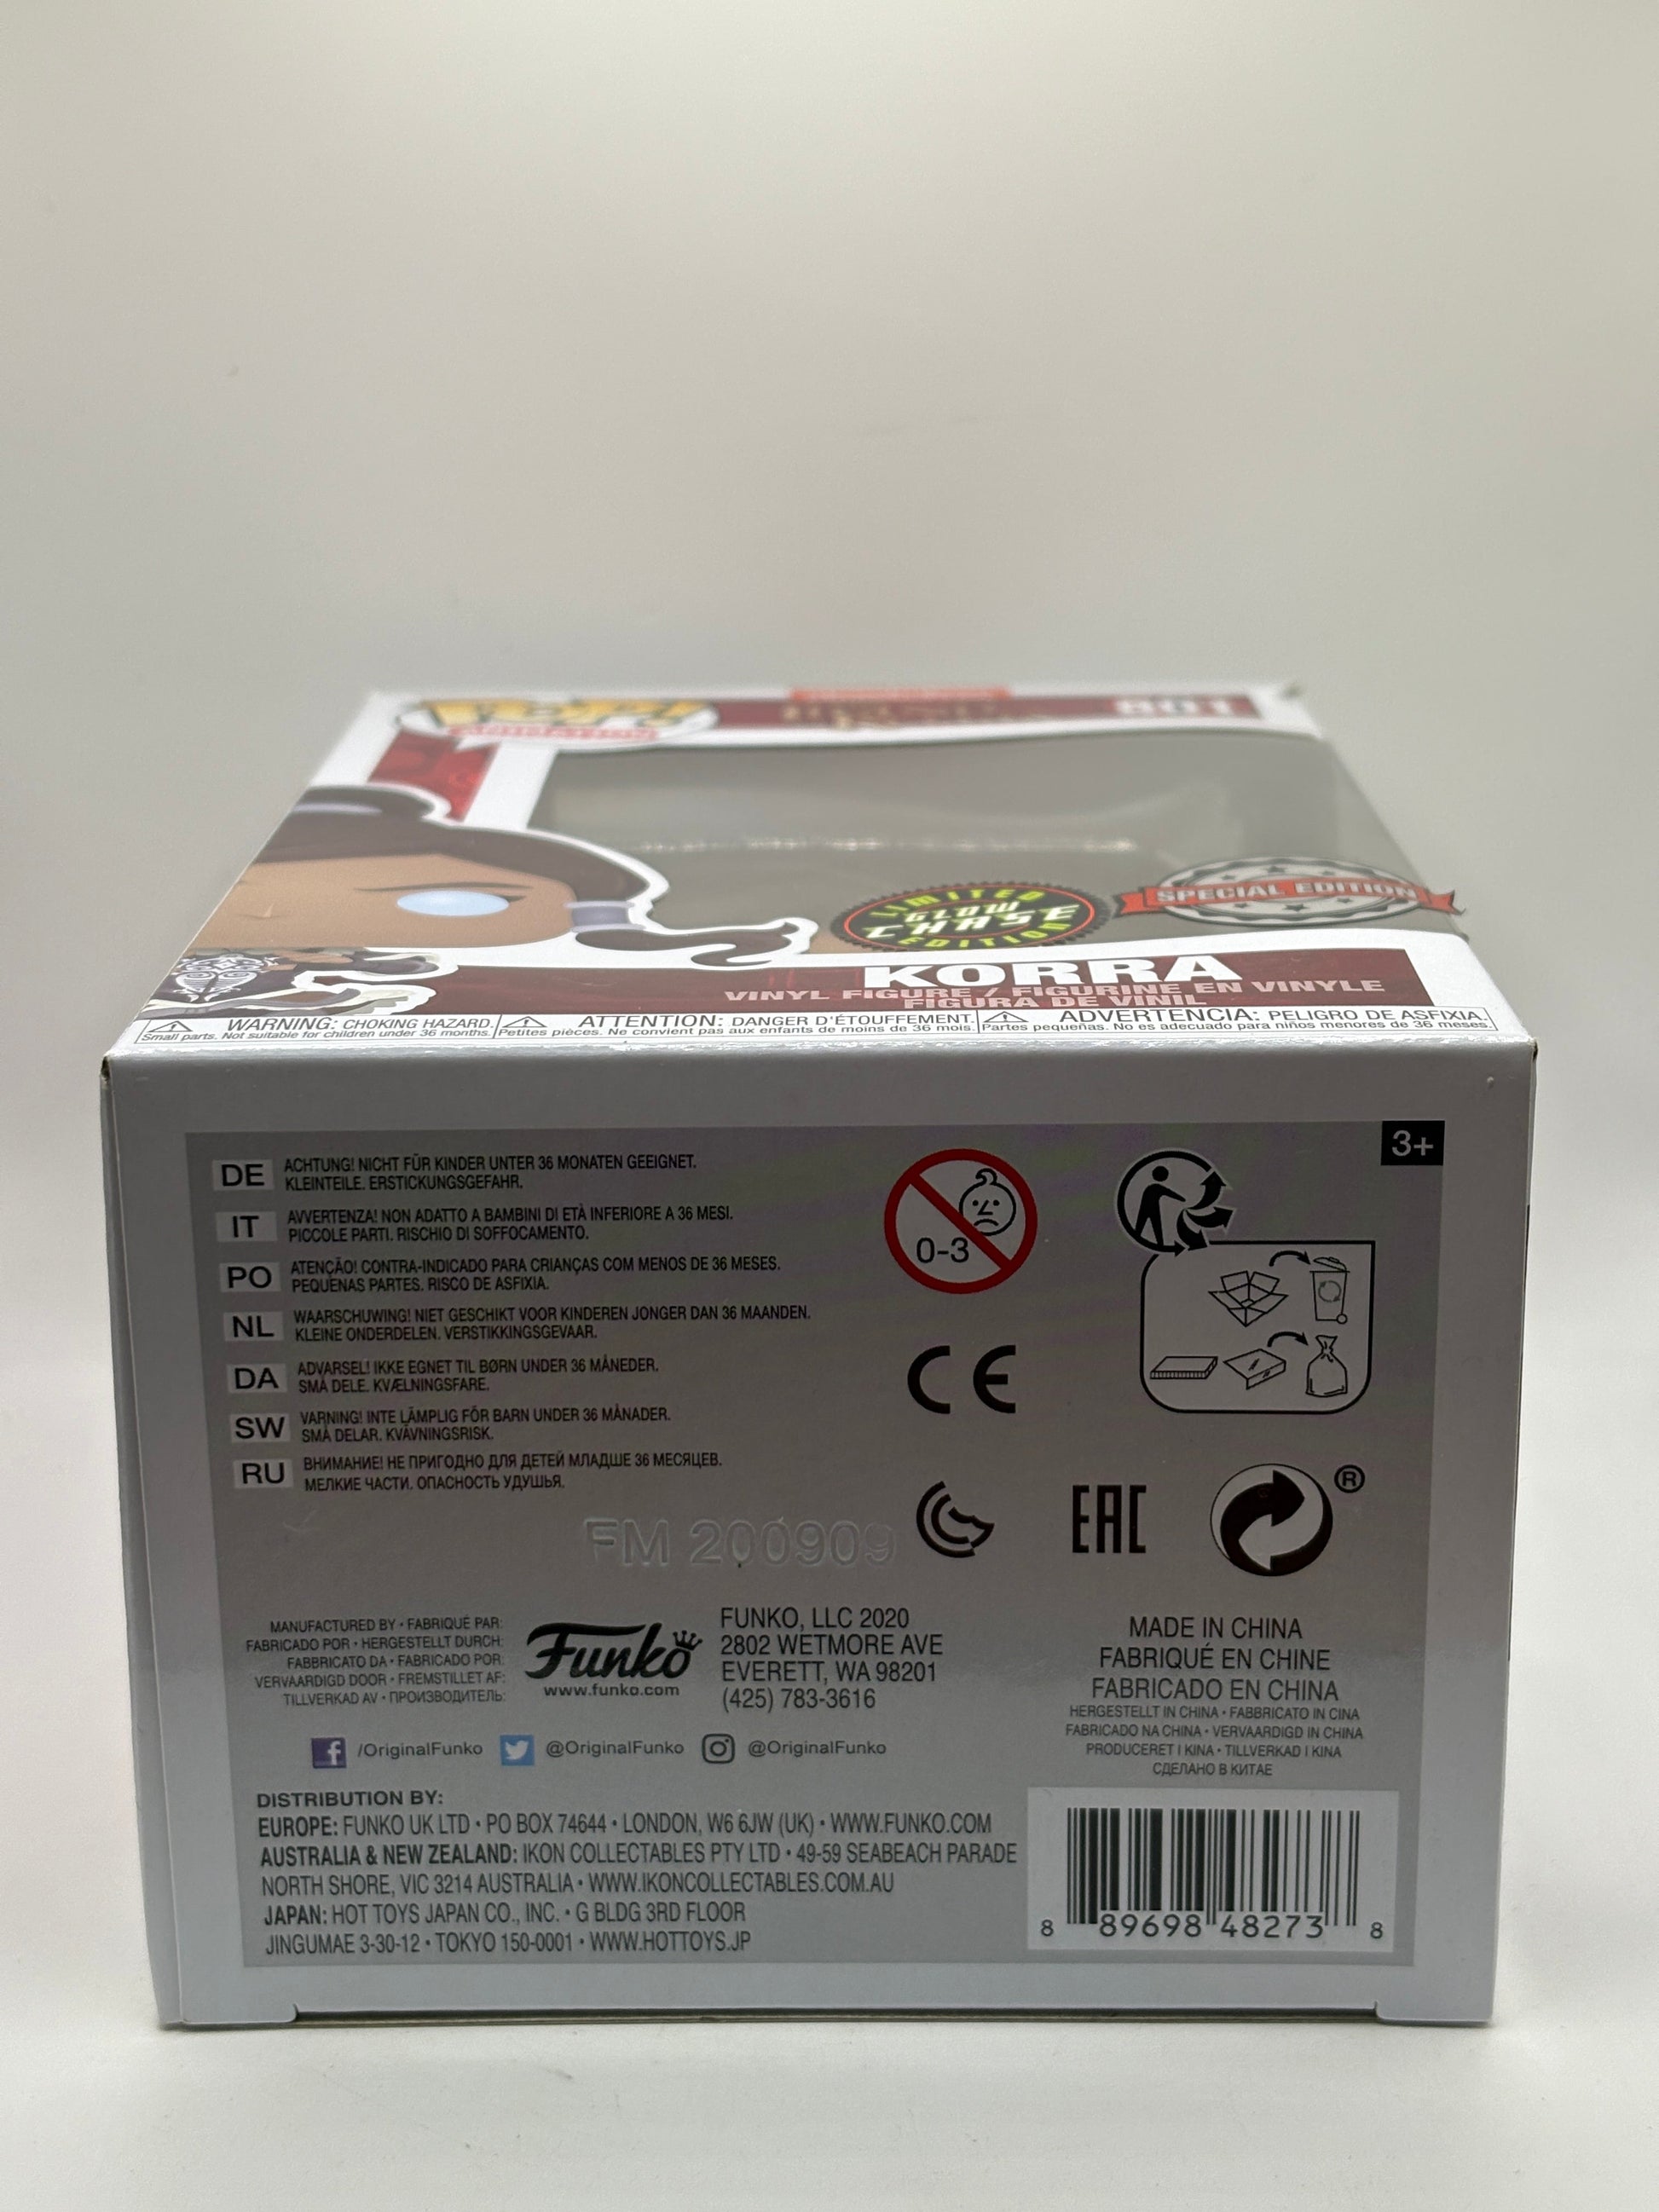 POP!
ANIMATION
801
LIMITED
GLOW
CHASE
EDITION
SPECIAL EDITION
KORRA
VINYL FIGURE / FIGURINE EN VINYLE
FIGURA DE VINIL
WARNING: CHOKING HAZARD.
Small parts. Not suitable for children under 36 months.
ATTENTION: DANGER D'ÉTOUFFEMENT.
Petites pièces. No convient pas aux enfants de moins de 36 mois.
ADVERTENCIA: PELIGRO DE ASFIXIA.
Partes pequeñas. No es adecuado para niños menores de 36 meses.
3+
DE ACHTUNG! NICHT FÜR KINDER UNTER 36 MONATEN GEEIGNET.
KLEINTEILE. ERSTICKUNGSGEFAHR.
IT AVVERTENZA! NON ADATTO A BAMBINI DI ETÀ INFERIORE A 36 MESI.
PICCOLE PARTI. RISCHIO DI SOFFOCAMENTO.
PO ATENÇÃO! CONTRA-INDICADO PARA CRIANÇAS COM MENOS DE 36 MESES.
PEQUENAS PARTES. RISCO DE ASFIXIA.
NL WAARSCHUWING! NIET GESCHIKT VOOR KINDEREN JONGER DAN 36 MAANDEN.
KLEINE ONDERDELEN. VERSTIKKINGSGEVAAR.
DA ADVARSEL! IKKE EGNET TIL BØRN UNDER 36 MÅNEDER.
SMÅ DELE. KVÆLNINGSFARE.
SW VARNING! INTE LÄMPLIG FÖR BARN UNDER 36 MÅNADER.
SMÅ DELAR. KVÄVNINGSRISK.
RU ВНИМАНИЕ! НЕ ПРИГОДНО ДЛЯ ДЕТЕЙ МЛАДШЕ 36 МЕСЯЦЕВ.
МЕЛКИЕ ЧАСТИ. ОПАСНОСТЬ УДУШЬЯ.
0-3
CE
EAC
®
FM 200909
MANUFACTURED BY • FABRIQUÉ PAR:
FABRICADO POR • HERGESTELLT DURCH:
FABBRICATO DA • FABRICADO POR:
VERVAARDIGD DOOR • FREMSTILLET AF:
TILLVERKAD AV • ПРОИЗВОДИТЕЛЬ:
Funko
www.funko.com
FUNKO, LLC 2020
2802 WETMORE AVE
EVERETT, WA 98201
(425) 783-3616
MADE IN CHINA
FABRIQUÉ EN CHINE
FABRICADO EN CHINA
HERGESTELLT IN CHINA • FABBRICATO IN CINA
FABRICADO NA CHINA • VERVAARDIGD IN CHINA
PRODUCERET I KINA • TILLVERKAD I KINA
СДЕЛАНО В КИТАЕ
/OriginalFunko @OriginalFunko @OriginalFunko
DISTRIBUTION BY:
EUROPE: FUNKO UK LTD • PO BOX 74644 • LONDON, W6 6JW (UK) • WWW.FUNKO.COM
AUSTRALIA & NEW ZEALAND: IKON COLLECTABLES PTY LTD • 49-59 SEABEACH PARADE
NORTH SHORE, VIC 3214 AUSTRALIA • WWW.IKONCOLLECTABLES.COM.AU
JAPAN: HOT TOYS JAPAN CO., INC. • G BLDG 3RD FLOOR
JINGUMAE 3-30-12 • TOKYO 150-0001 • WWW.HOTTOYS.JP
8 89698 48273 8